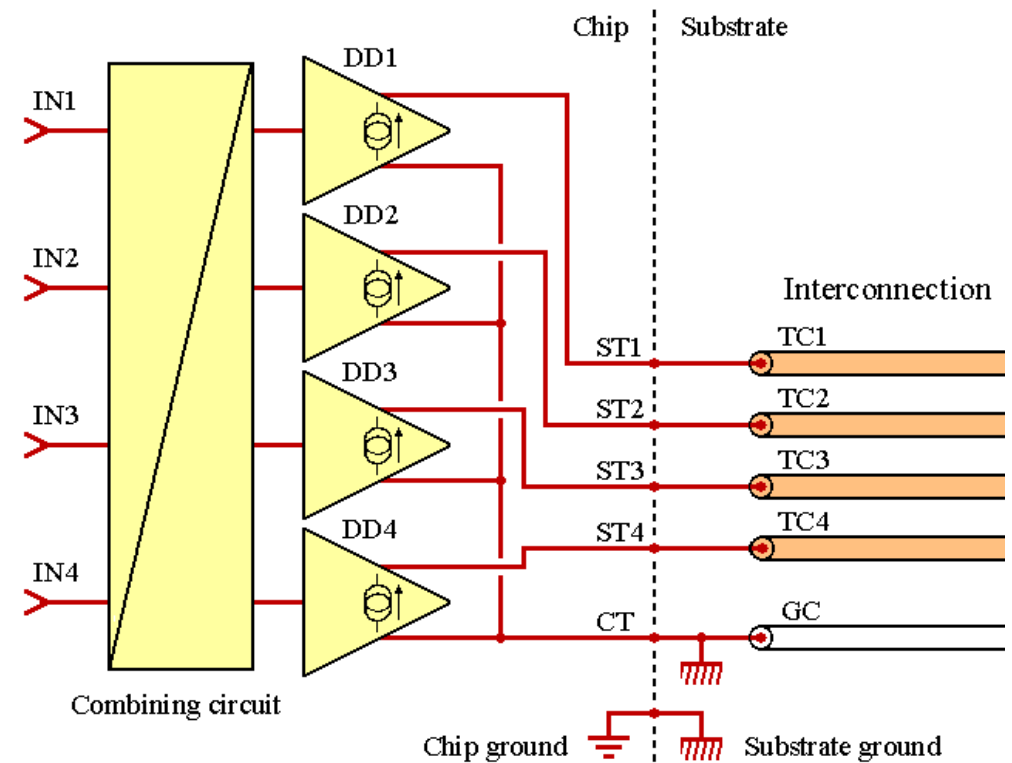 Chip
Substrate
DD1
IN1
DD2
IN2
Interconnection
ST1
TC1
DD3
ST2
TC2
IN3
ST3
TC3
DD4
ST4
TC4
IN4
CT
GC
Combining circuit
Chip ground
Substrate ground